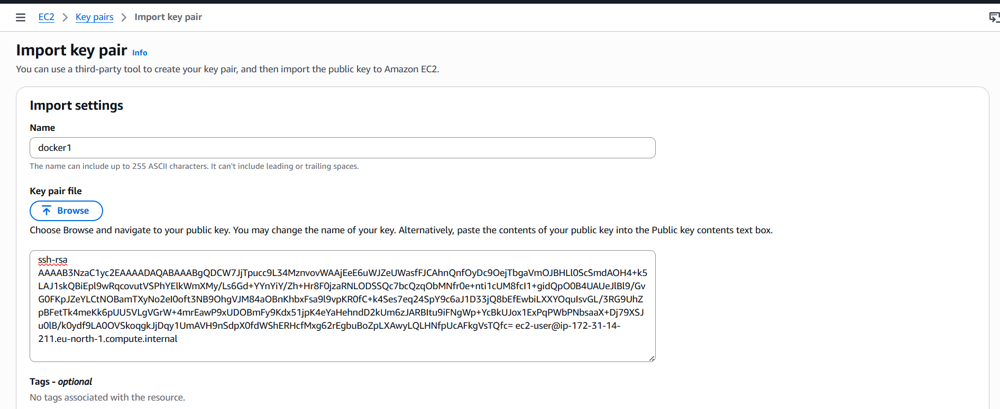 EC2 > Key pairs > Import key pair
Import key pair Info
You can use a third-party tool to create your key pair, and then import the public key to Amazon EC2.
Import settings
Name
docker1
The name can include up to 255 ASCII characters. It can't include leading or trailing spaces.
Key pair file
Browse
Choose Browse and navigate to your public key. You may change the name of your key. Alternatively, paste the contents of your public key into the Public key contents text box.
ssh-rsa
AAAAB3NzaC1yc2EAAAADAQABAAABgQDCW7JjTpucc9L34MznvovWAAjEeE6uWJZeUWasfFJCAhnQnfOyDc9OejTbgaVmOJBHLl0ScSmdAOH4+k5
LAJ1skQBiEpl9wRqcovutVSPhYElkWmXMy/Ls6Gd+YYnYiY/Zh+Hr8F0jzaRNLODSSQc7bcQzqObMNfr0e+nti1cUM8fcI1+gidQpO0B4UAUeJlBl9/Gv
G0FKpJZeYLCtNOBamTXyNo2eI0oft3NB9OhgVJM84aOBnKhbxFsa9l9vpKR0fC+k4Ses7eq24SpY9c6aJ1D33jQ8bEfEwbiLXXYOquIsvGL/3RG9UhZ
pBFetTk4meKk6pUU5VLgVGrW+4mrEawP9xUDOBmFy9Kdx51jpK4eYaHehndD2kUm6zJARBItu9iFNgWp+YcBkUJox1ExPqPWbPNbsaaX+Dj79XSJ
u0lB/k0ydf9LA0OVSkoqgkJjDqy1UmAVH9nSdpX0fdWShERHcfMxg62rEgbuBoZpLXAwyLQLHNfpUcAFkgVsTQfc= ec2-user@ip-172-31-14-
211.eu-north-1.compute.internal
Tags - optional
No tags associated with the resource.